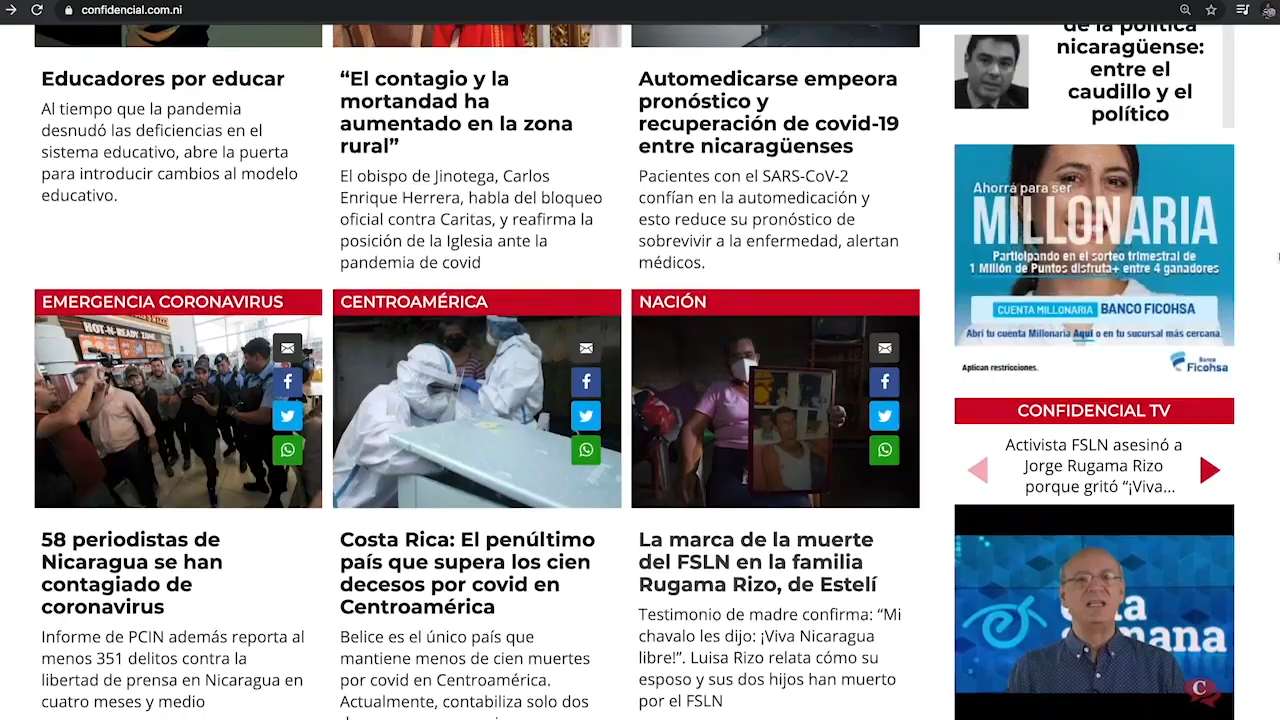 confidencial.com.ni
Educadores por educar
Al tiempo que la pandemia
desnudó las deficiencias en el
sistema educativo, abre la puerta
para introducir cambios al modelo
educativo.
“El contagio y la
mortandad ha
aumentado en la zona
rural”
El obispo de Jinotega, Carlos
Enrique Herrera, habla del bloqueo
oficial contra Caritas, y reafirma la
posición de la Iglesia ante la
pandemia de covid
Automedicarse empeora
pronóstico y
recuperación de covid-19
entre nicaragüenses
Pacientes con el SARS-CoV-2
confían en la automedicación y
esto reduce su pronóstico de
sobrevivir a la enfermedad, alertan
médicos.
de la política
nicaragüense:
entre el
caudillo y el
político
Ahorrá para ser
MILLONARIA
Participando en el sorteo trimestral de
1 Millón de Puntos disfruta+ entre 4 ganadores
CUENTA MILLONARIA BANCO FICOHSA
Abrí tu cuenta Millonaria Aquí o en tu sucursal más cercana.
Aplican restricciones.
Banco
Ficohsa
EMERGENCIA CORONAVIRUS
HOT-N-READY ZONE
58 periodistas de
Nicaragua se han
contagiado de
coronavirus
Informe de PCIN además reporta al
menos 351 delitos contra la
libertad de prensa en Nicaragua en
cuatro meses y medio
CENTROAMÉRICA
Costa Rica: El penúltimo
país que supera los cien
decesos por covid en
Centroamérica
Belice es el único país que
mantiene menos de cien muertes
por covid en Centroamérica.
Actualmente, contabiliza solo dos
NACIÓN
La marca de la muerte
del FSLN en la familia
Rugama Rizo, de Estelí
Testimonio de madre confirma: “Mi
chavalo les dijo: ¡Viva Nicaragua
libre!”. Luisa Rizo relata cómo su
esposo y sus dos hijos han muerto
por el FSLN
CONFIDENCIAL TV
Activista FSLN asesinó a
Jorge Rugama Rizo
porque gritó “¡Viva...
C